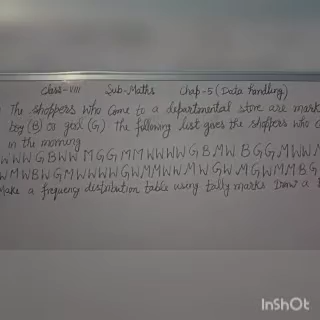 Class-VIII Sub-Maths Chap-5 (Data handling)
The shoppers who come to a departmental store are mark
boy (B) or girl (G). The following list gives the shoppers who c
in the morning
W W W G B W W M G G M M W W W W G B M W B G G M W W
W M W B W G M W W W W G W M M W W M W G W M G W M M B G
Make a frequency distribution table using tally marks Draw a
InShOt